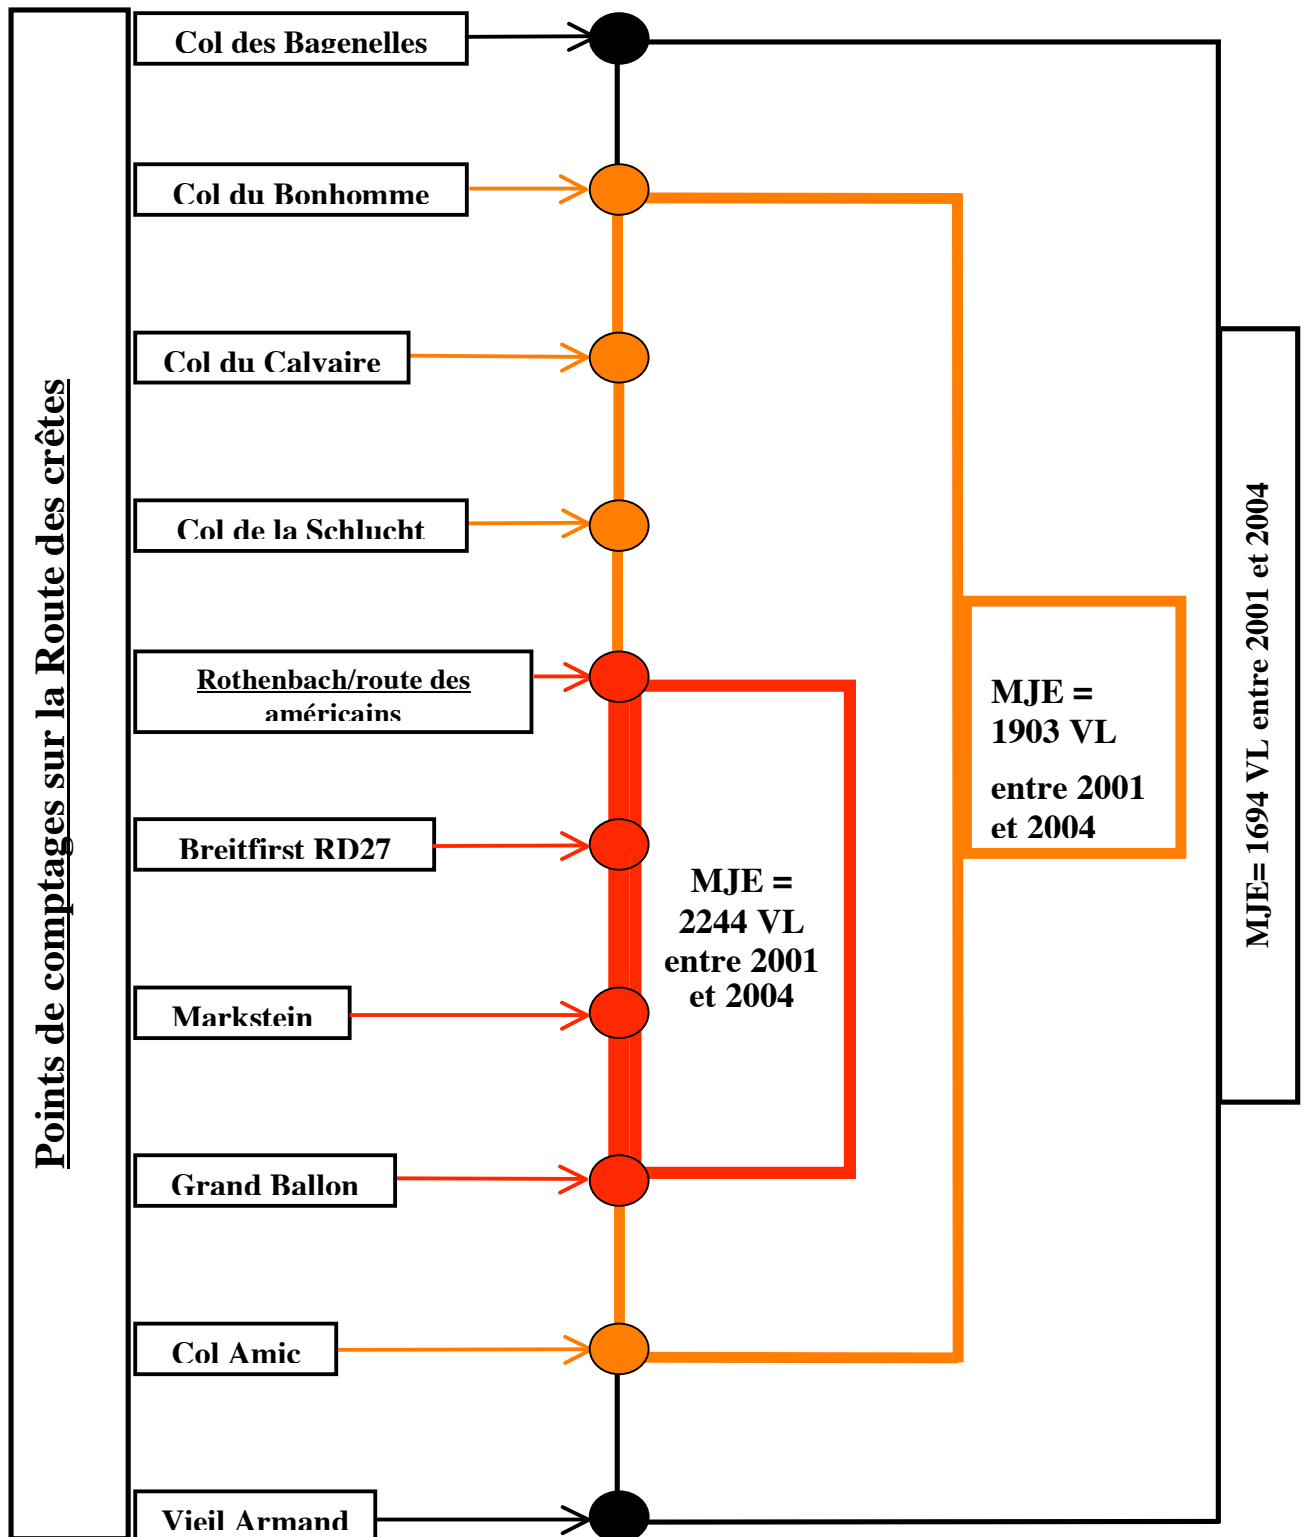 Points de comptages sur la Route des crêtes
Col des Bagenelles
Col du Bonhomme
Col du Calvaire
Col de la Schlucht
Rothenbach/route des
américains
Breitfirst RD27
Markstein
Grand Ballon
Col Amic
Vieil Armand
MJE =
2244 VL
entre 2001
et 2004
MJE =
1903 VL
entre 2001
et 2004
MJE= 1694 VL entre 2001 et 2004